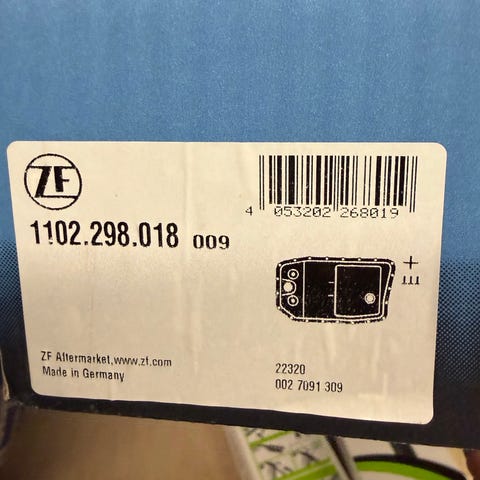 ZF
4 053202 268019
1102.298.018 009
ZF Aftermarket,www.zf.com
Made in Germany
22320
002 7091 309